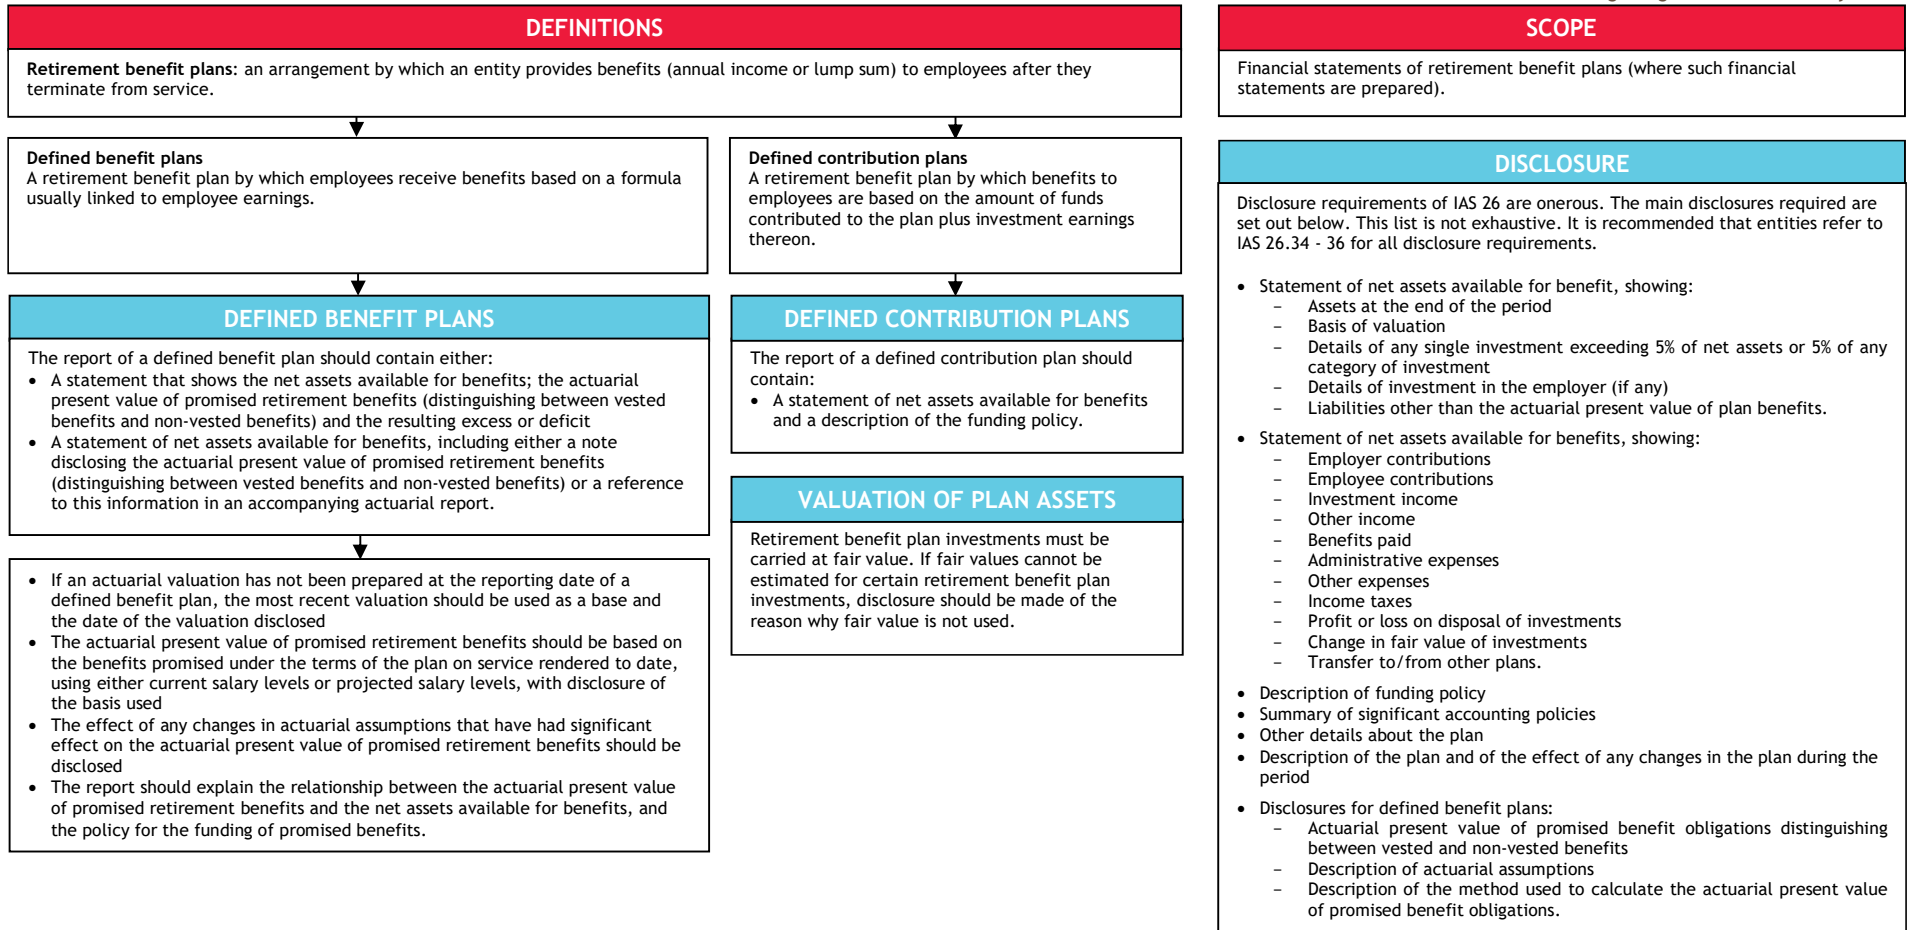 DEFINITIONS
Retirement benefit plans: an arrangement by which an entity provides benefits (annual income or lump sum) to employees after they
terminate from service.
Defined benefit plans
A retirement benefit plan by which employees receive benefits based on a formula
usually linked to employee earnings.
Defined contribution plans
A retirement benefit plan by which benefits to
employees are based on the amount of funds
contributed to the plan plus investment earnings
thereon.
DEFINED BENEFIT PLANS
The report of a defined benefit plan should contain either:
• A statement that shows the net assets available for benefits; the actuarial
present value of promised retirement benefits (distinguishing between vested
benefits and non-vested benefits) and the resulting excess or deficit
• A statement of net assets available for benefits, including either a note
disclosing the actuarial present value of promised retirement benefits
(distinguishing between vested benefits and non-vested benefits) or a reference
to this information in an accompanying actuarial report.
• If an actuarial valuation has not been prepared at the reporting date of a
defined benefit plan, the most recent valuation should be used as a base and
the date of the valuation disclosed
• The actuarial present value of promised retirement benefits should be based on
the benefits promised under the terms of the plan on service rendered to date,
using either current salary levels or projected salary levels, with disclosure of
the basis used
• The effect of any changes in actuarial assumptions that have had significant
effect on the actuarial present value of promised retirement benefits should be
disclosed
• The report should explain the relationship between the actuarial present value
of promised retirement benefits and the net assets available for benefits, and
the policy for the funding of promised benefits.
DEFINED CONTRIBUTION PLANS
The report of a defined contribution plan should
contain:
• A statement of net assets available for benefits
and a description of the funding policy.
VALUATION OF PLAN ASSETS
Retirement benefit plan investments must be
carried at fair value. If fair values cannot be
estimated for certain retirement benefit plan
investments, disclosure should be made of the
reason why fair value is not used.
SCOPE
Financial statements of retirement benefit plans (where such financial
statements are prepared).
DISCLOSURE
Disclosure requirements of IAS 26 are onerous. The main disclosures required are
set out below. This list is not exhaustive. It is recommended that entities refer to
IAS 26.34 - 36 for all disclosure requirements.
• Statement of net assets available for benefit, showing:
– Assets at the end of the period
– Basis of valuation
– Details of any single investment exceeding 5% of net assets or 5% of any
category of investment
– Details of investment in the employer (if any)
– Liabilities other than the actuarial present value of plan benefits.
• Statement of net assets available for benefits, showing:
– Employer contributions
– Employee contributions
– Investment income
– Other income
– Benefits paid
– Administrative expenses
– Other expenses
– Income taxes
– Profit or loss on disposal of investments
– Change in fair value of investments
– Transfer to/from other plans.
• Description of funding policy
• Summary of significant accounting policies
• Other details about the plan
• Description of the plan and of the effect of any changes in the plan during the
period
• Disclosures for defined benefit plans:
– Actuarial present value of promised benefit obligations distinguishing
between vested and non-vested benefits
– Description of actuarial assumptions
– Description of the method used to calculate the actuarial present value
of promised benefit obligations.